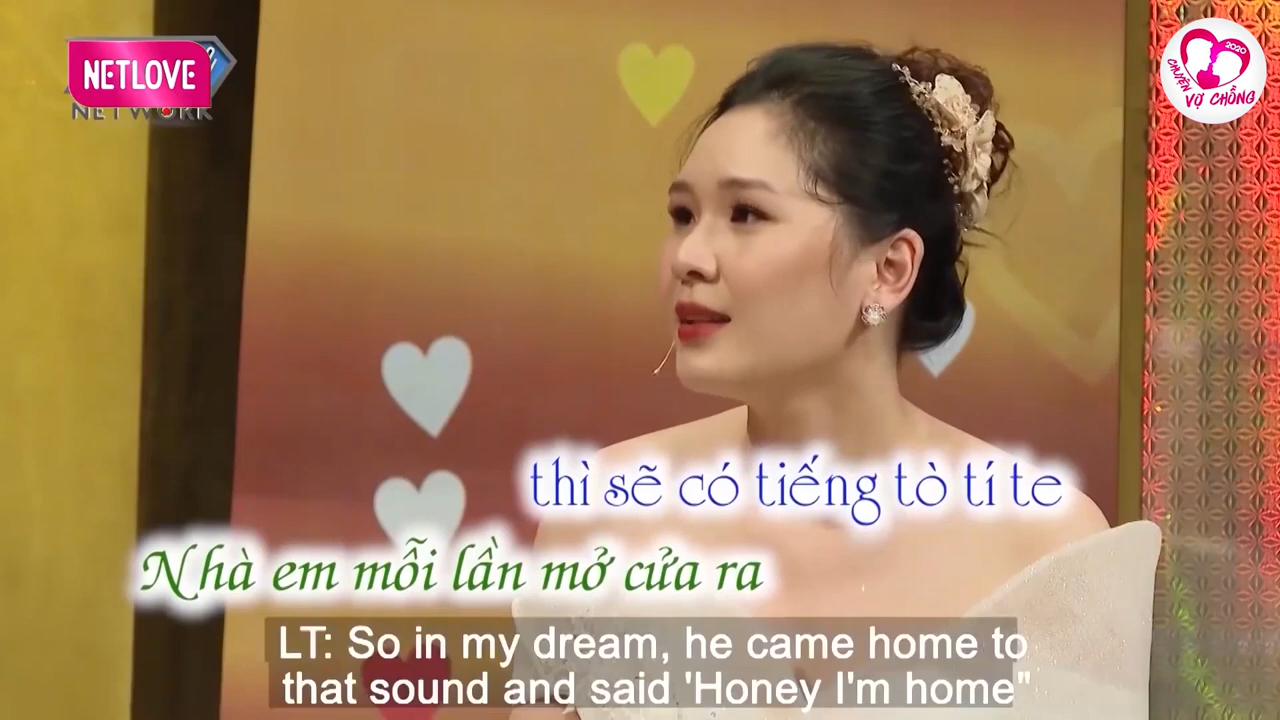 NETLOVE
NETWORK
CHUYỆN
VỢ CHỒNG
2020
thì sẽ có tiếng tò tí te
Nhà em mỗi lần mở cửa ra
LT: So in my dream, he came home to
that sound and said 'Honey I'm home"